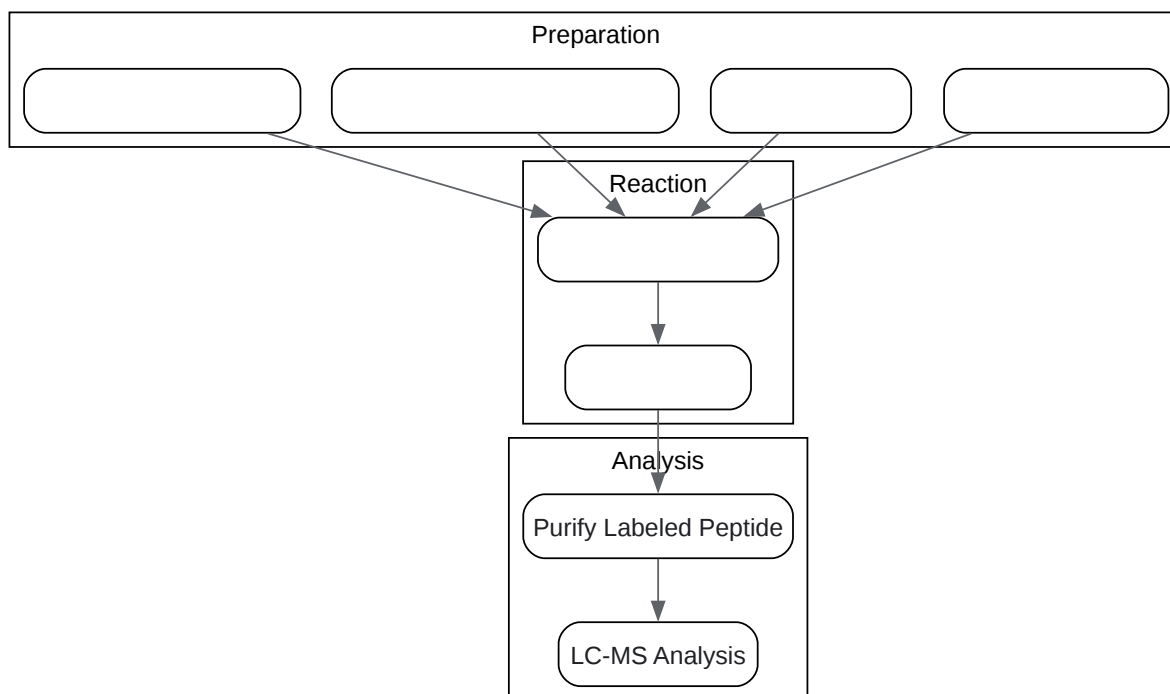 Preparation
Reaction
Analysis
Purify Labeled Peptide
LC-MS Analysis